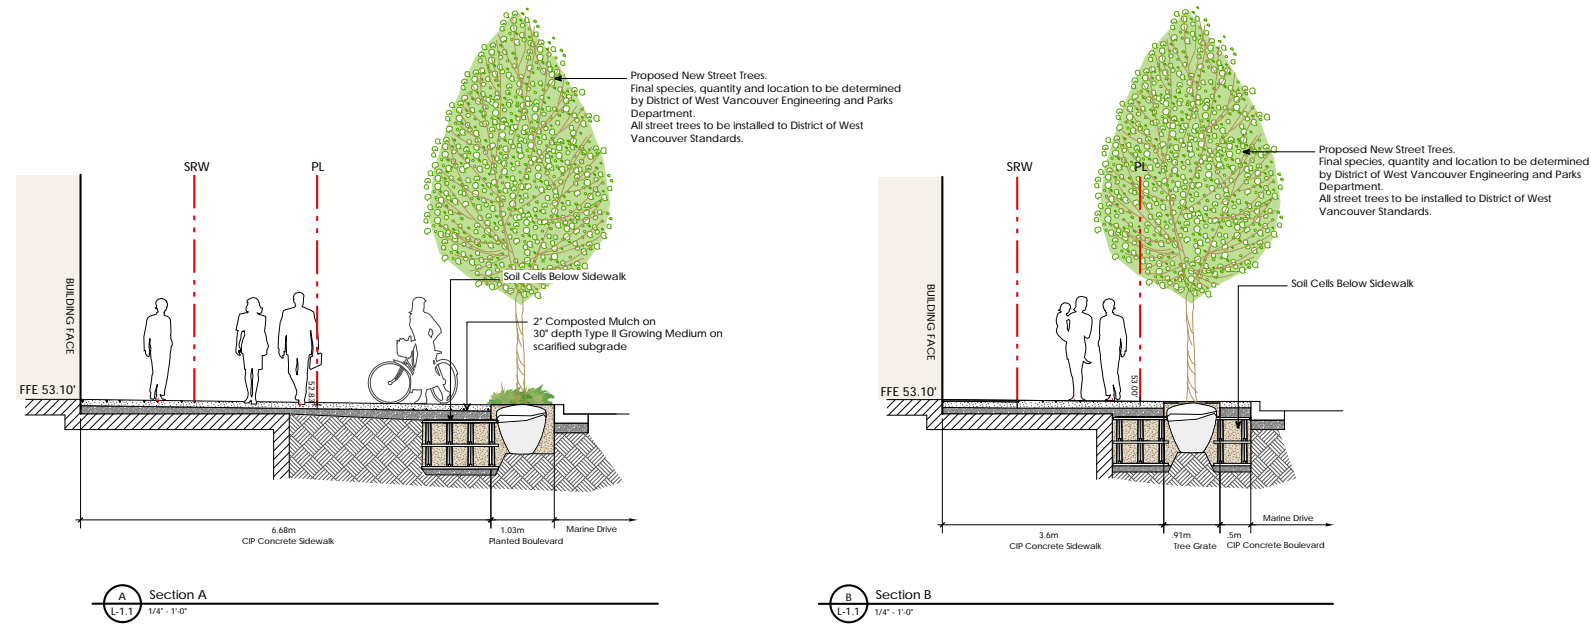 Proposed New Street Trees.
Final species, quantity and location to be determined
by District of West Vancouver Engineering and Parks
Department.
All street trees to be installed to District of West
Vancouver Standards.
SRW
PL
BUILDING FACE
Soil Cells Below Sidewalk
2" Composted Mulch on
30" depth Type II Growing Medium on
scarified subgrade
FFE 53.10'
52.83'
6.68m
CIP Concrete Sidewalk
1.03m
Planted Boulevard
Marine Drive
A
L-1.1
Section A
1/4" - 1'-0"
Proposed New Street Trees.
Final species, quantity and location to be determined
by District of West Vancouver Engineering and Parks
Department.
All street trees to be installed to District of West
Vancouver Standards.
SRW
PL
BUILDING FACE
Soil Cells Below Sidewalk
FFE 53.10'
53.00'
3.6m
CIP Concrete Sidewalk
.91m
Tree Grate
.5m
CIP Concrete Boulevard
Marine Drive
B
L-1.1
Section B
1/4" - 1'-0"